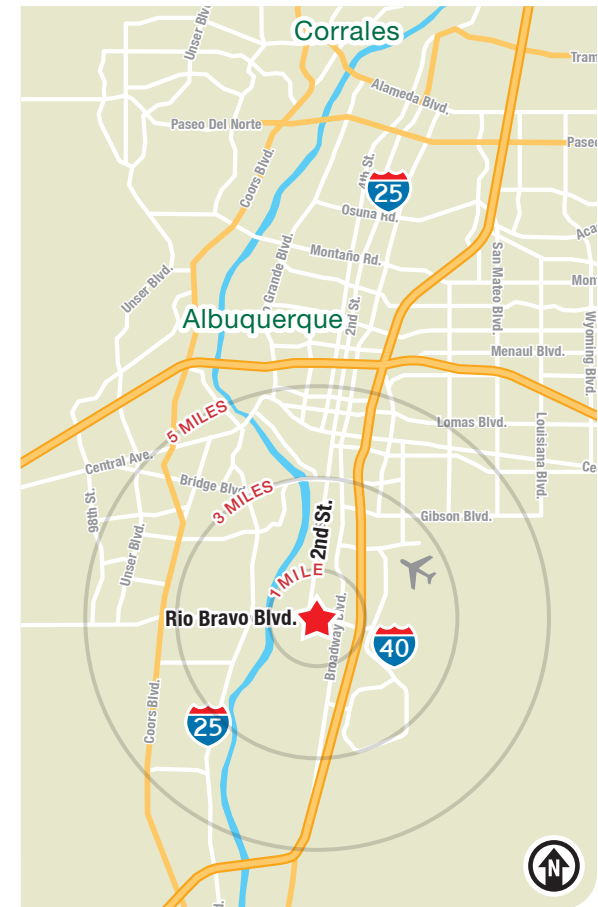 Corrales
Unser Blvd.
Tram
Alameda Blvd.
Paseo Del Norte
Paseo
Coors Blvd.
4th St.
25
Osuna Rd.
Aca
Montaño Rd.
Grande Blvd.
San Mateo Blvd.
Unser Blvd.
Mon
Albuquerque
2nd St.
Wyoming Blvd.
Menaul Blvd.
5 MILES
Lomas Blvd.
Louisiana Blvd.
Central Ave.
Ce
Bridge Blvd.
3 MILES
98th St.
Gibson Blvd.
2nd St.
Unser Blvd.
1 MILE
Rio Bravo Blvd.
Broadway Blvd.
40
Coors Blvd.
25
N